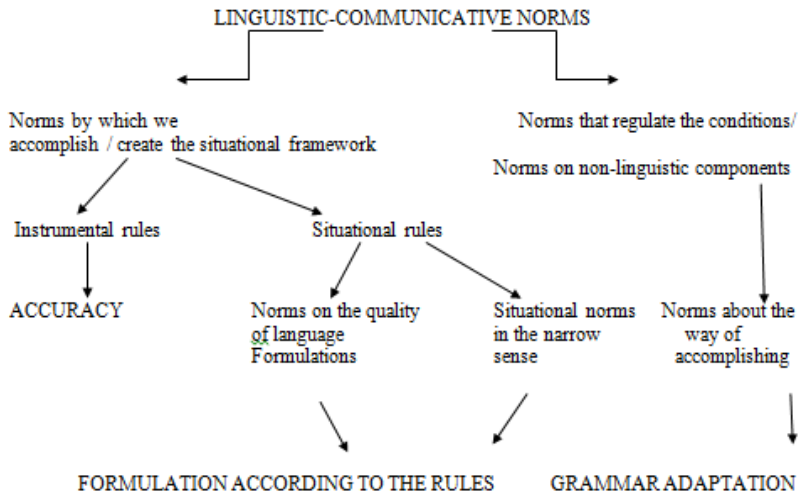 LINGUISTIC-COMMUNICATIVE NORMS
Norms by which we
accomplish / create the situational framework
Norms that regulate the conditions/
Norms on non-linguistic components
Instrumental rules
Situational rules
ACCURACY
Norms on the quality
of language
Formulations
Situational norms
in the narrow
sense
Norms about the
way of
accomplishing
FORMULATION ACCORDING TO THE RULES
GRAMMAR ADAPTATION